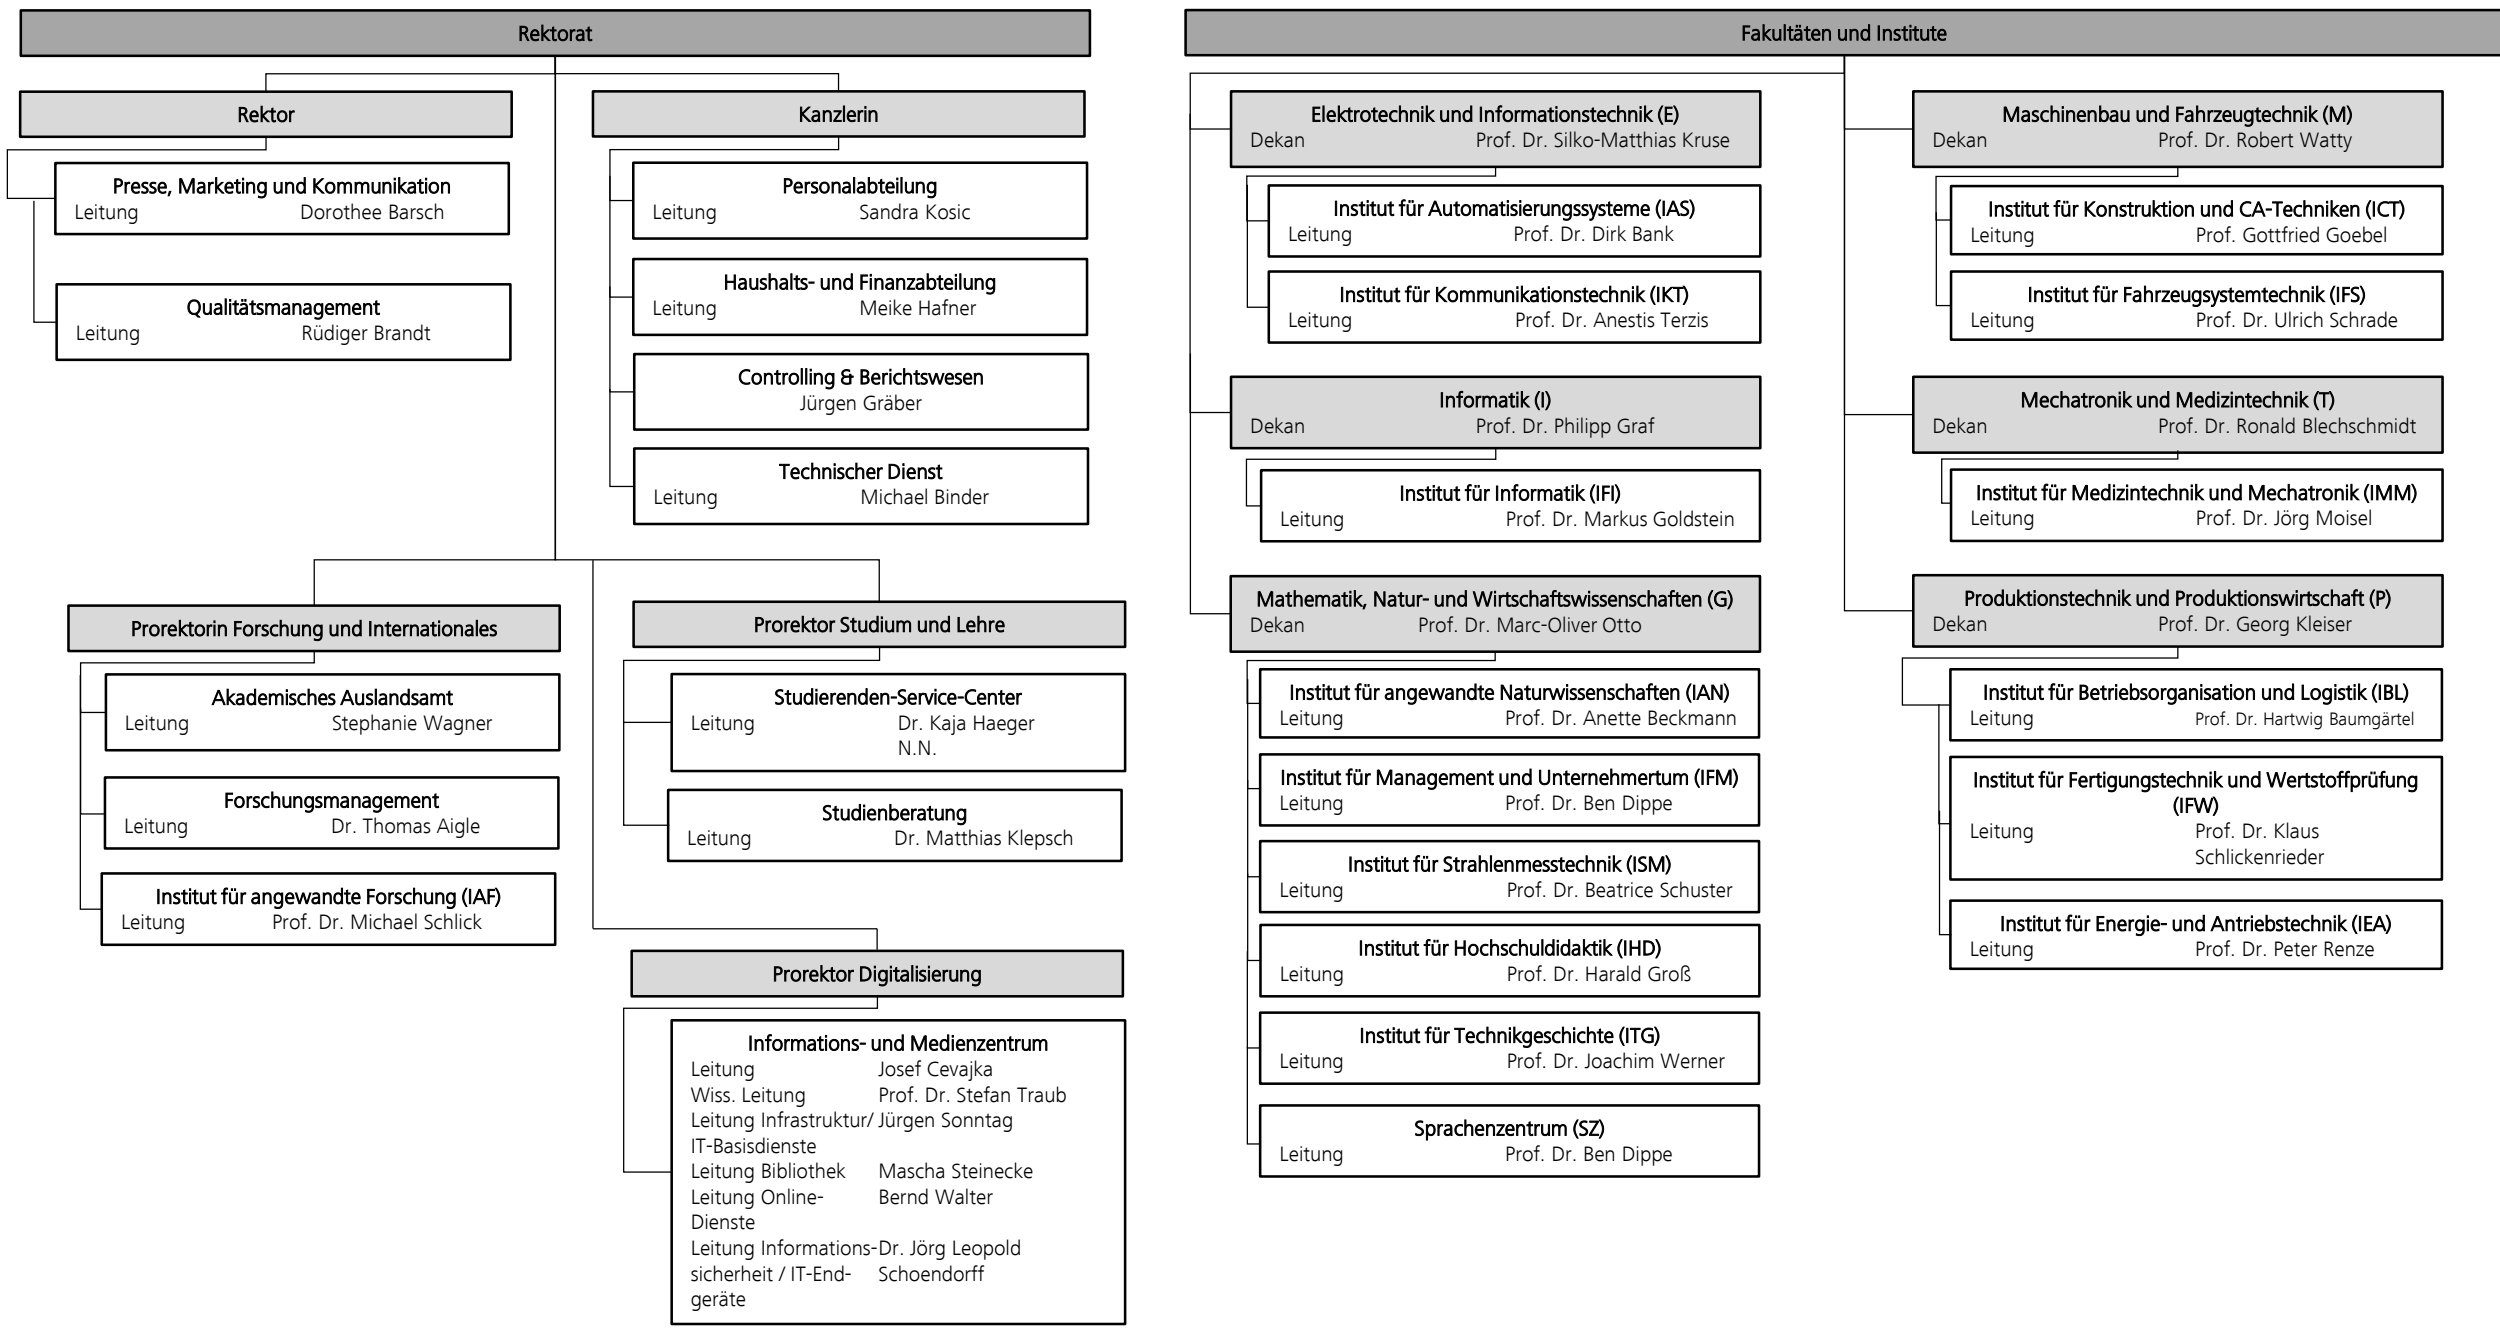 Rektorat
Rektor
Presse, Marketing und Kommunikation
Leitung Dorothee Barsch
Qualitätsmanagement
Leitung Rüdiger Brandt
Kanzlerin
Personalabteilung
Leitung Sandra Kosic
Haushalts- und Finanzabteilung
Leitung Meike Hafner
Controlling & Berichtswesen
Jürgen Gräber
Technischer Dienst
Leitung Michael Binder
Prorektorin Forschung und Internationales
Akademisches Auslandsamt
Leitung Stephanie Wagner
Forschungsmanagement
Leitung Dr. Thomas Aigle
Institut für angewandte Forschung (IAF)
Leitung Prof. Dr. Michael Schlick
Prorektor Studium und Lehre
Studierenden-Service-Center
Leitung Dr. Kaja Haeger
N.N.
Studienberatung
Leitung Dr. Matthias Klepsch
Prorektor Digitalisierung
Informations- und Medienzentrum
Leitung Josef Cevajka
Wiss. Leitung Prof. Dr. Stefan Traub
Leitung Infrastruktur/ Jürgen Sonntag
IT-Basisdienste
Leitung Bibliothek Mascha Steinecke
Leitung Online- Bernd Walter
Dienste
Leitung Informations- Dr. Jörg Leopold
sicherheit / IT-End- Schoendorff
geräte
Fakultäten und Institute
Elektrotechnik und Informationstechnik (E)
Dekan Prof. Dr. Silko-Matthias Kruse
Institut für Automatisierungssysteme (IAS)
Leitung Prof. Dr. Dirk Bank
Institut für Kommunikationstechnik (IKT)
Leitung Prof. Dr. Anestis Terzis
Informatik (I)
Dekan Prof. Dr. Philipp Graf
Institut für Informatik (IFI)
Leitung Prof. Dr. Markus Goldstein
Mathematik, Natur- und Wirtschaftswissenschaften (G)
Dekan Prof. Dr. Marc-Oliver Otto
Institut für angewandte Naturwissenschaften (IAN)
Leitung Prof. Dr. Anette Beckmann
Institut für Management und Unternehmertum (IFM)
Leitung Prof. Dr. Ben Dippe
Institut für Strahlenmesstechnik (ISM)
Leitung Prof. Dr. Beatrice Schuster
Institut für Hochschuldidaktik (IHD)
Leitung Prof. Dr. Harald Groß
Institut für Technikgeschichte (ITG)
Leitung Prof. Dr. Joachim Werner
Sprachenzentrum (SZ)
Leitung Prof. Dr. Ben Dippe
Maschinenbau und Fahrzeugtechnik (M)
Dekan Prof. Dr. Robert Watty
Institut für Konstruktion und CA-Techniken (ICT)
Leitung Prof. Gottfried Goebel
Institut für Fahrzeugsystemtechnik (IFS)
Leitung Prof. Dr. Ulrich Schrade
Mechatronik und Medizintechnik (T)
Dekan Prof. Dr. Ronald Blechschmidt
Institut für Medizintechnik und Mechatronik (IMM)
Leitung Prof. Dr. Jörg Moisel
Produktionstechnik und Produktionswirtschaft (P)
Dekan Prof. Dr. Georg Kleiser
Institut für Betriebsorganisation und Logistik (IBL)
Leitung Prof. Dr. Hartwig Baumgärtel
Institut für Fertigungstechnik und Wertstoffprüfung
(IFW)
Leitung Prof. Dr. Klaus
Schlickenrieder
Institut für Energie- und Antriebstechnik (IEA)
Leitung Prof. Dr. Peter Renze